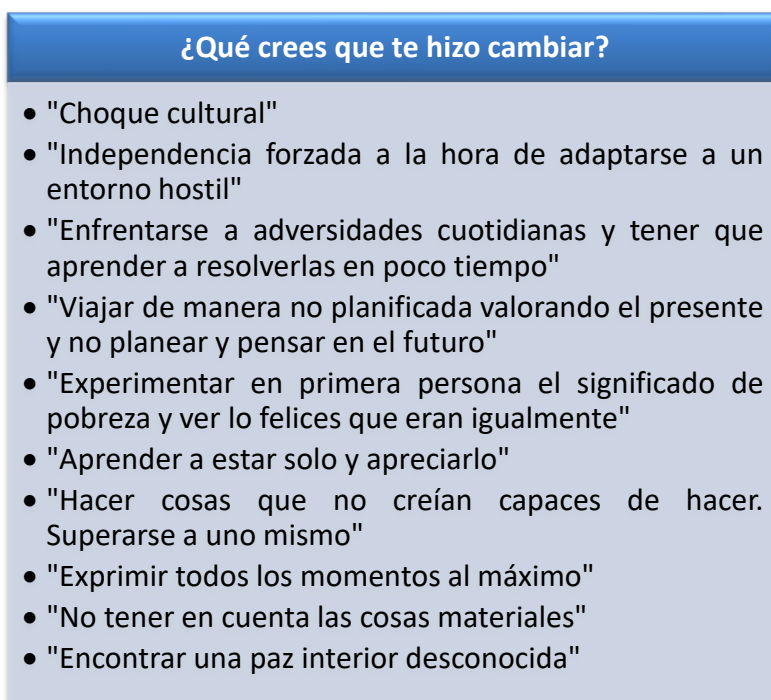 ¿Qué crees que te hizo cambiar?
• "Choque cultural"
• "Independencia forzada a la hora de adaptarse a un
entorno hostil"
• "Enfrentarse a adversidades cuotidianas y tener que
aprender a resolverlas en poco tiempo"
• "Viajar de manera no planificada valorando el presente
y no planear y pensar en el futuro"
• "Experimentar en primera persona el significado de
pobreza y ver lo felices que eran igualmente"
• "Aprender a estar solo y apreciarlo"
• "Hacer cosas que no creían capaces de hacer.
Superarse a uno mismo"
• "Exprimir todos los momentos al máximo"
• "No tener en cuenta las cosas materiales"
• "Encontrar una paz interior desconocida"